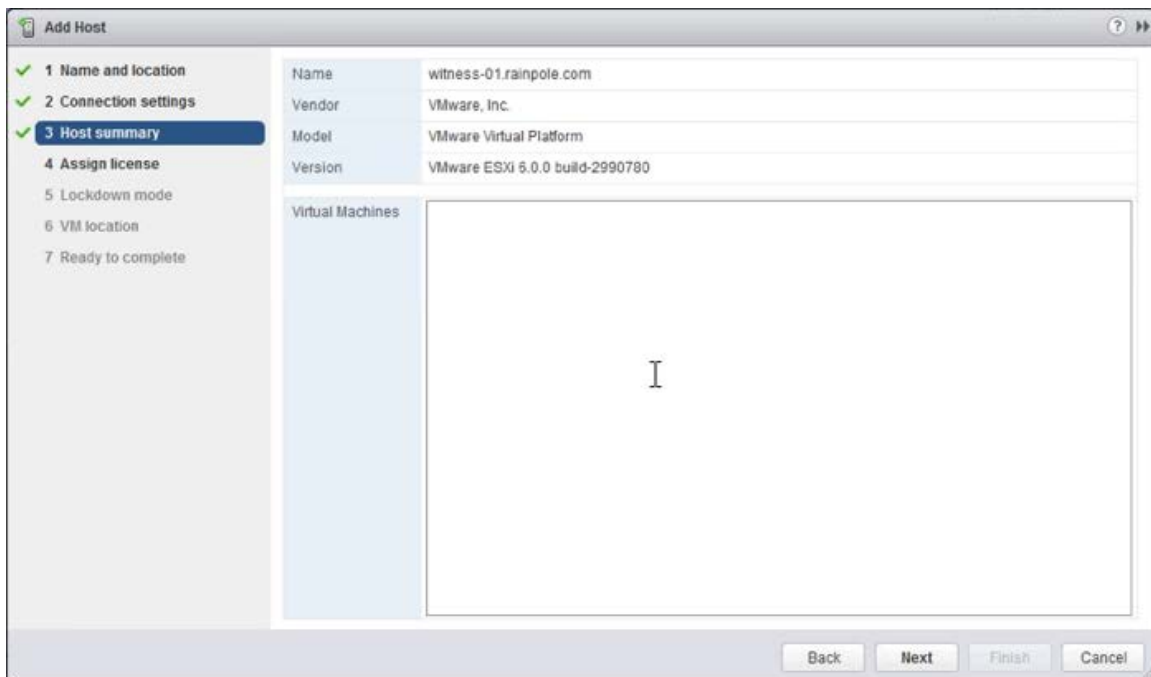 Add Host
?
1 Name and location
2 Connection settings
3 Host summary
4 Assign license
5 Lockdown mode
6 VM location
7 Ready to complete
Name witness-01.rainpole.com
Vendor VMware, Inc.
Model VMware Virtual Platform
Version VMware ESXi 6.0.0 build-2990780
Virtual Machines
Back Next Finish Cancel